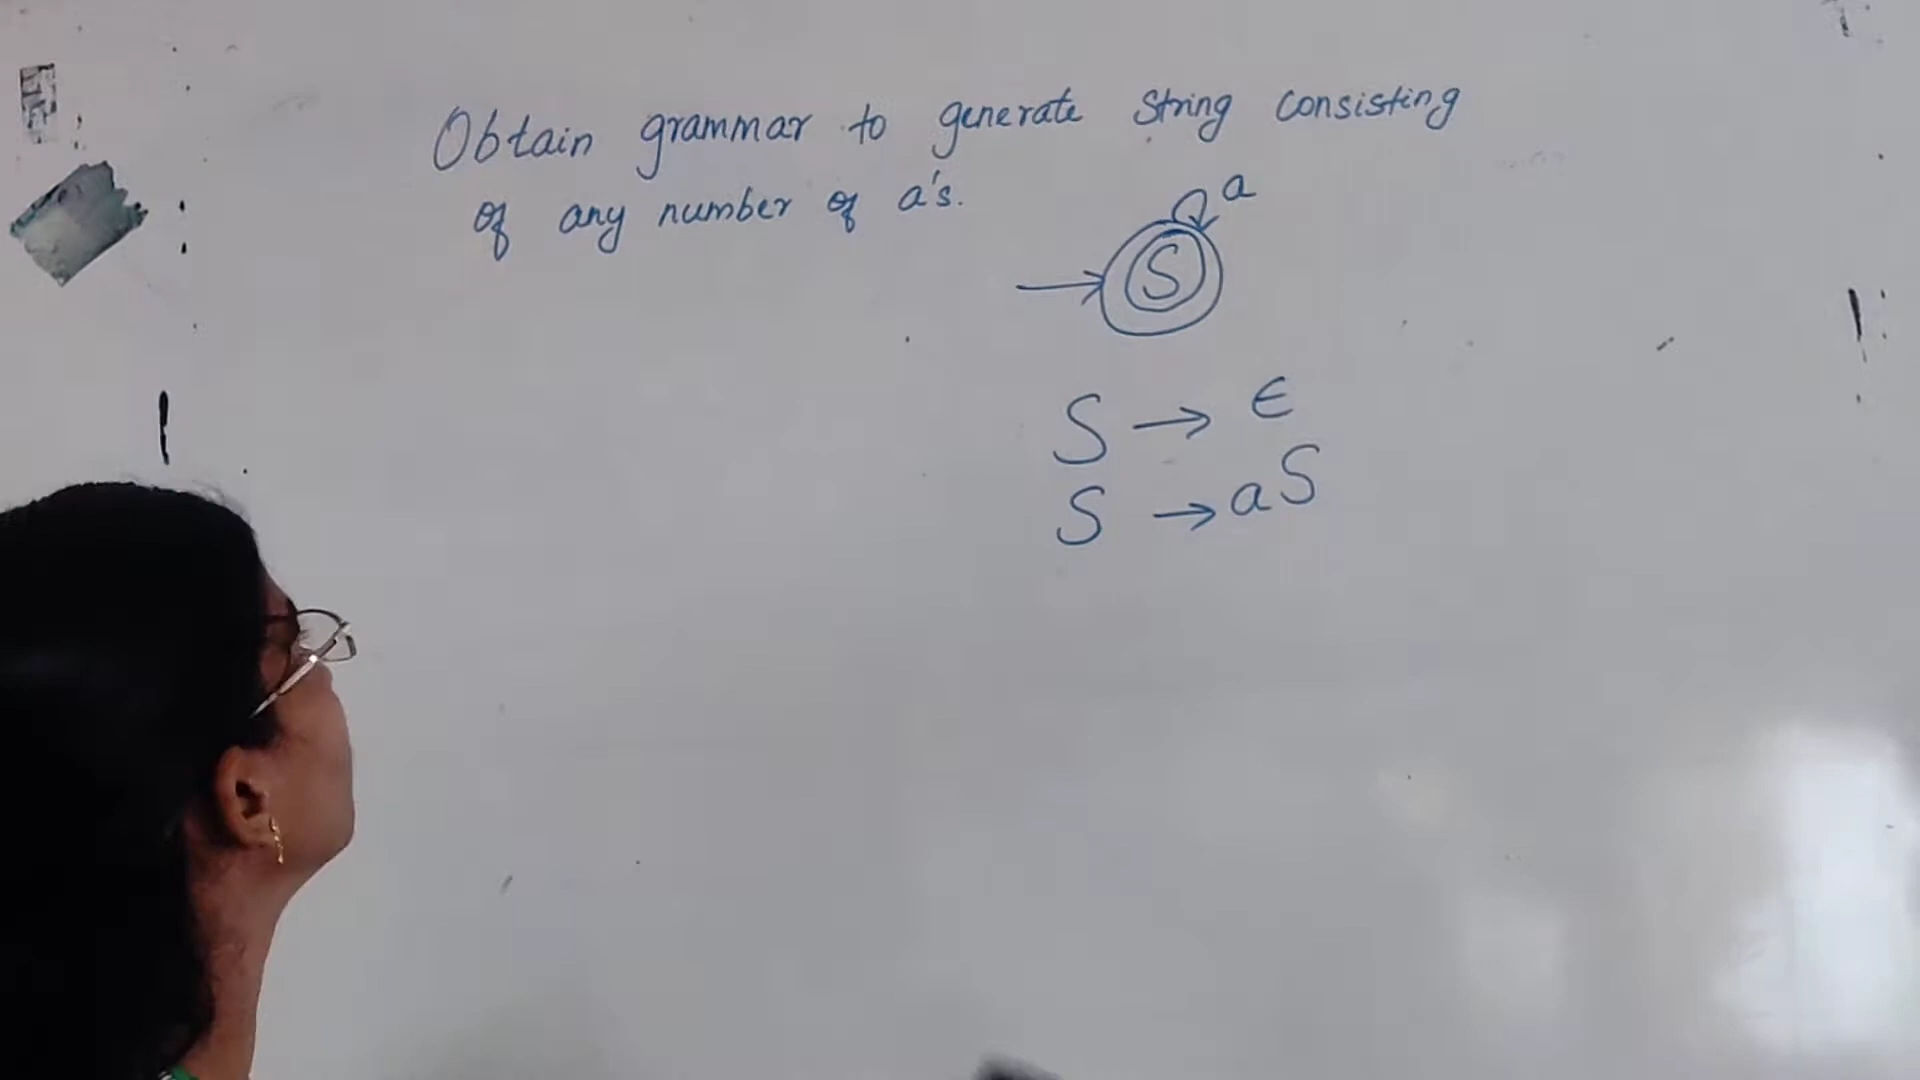 Obtain grammar to generate String consisting
of any number of a's.
a
S
S → ϵ
S → aS